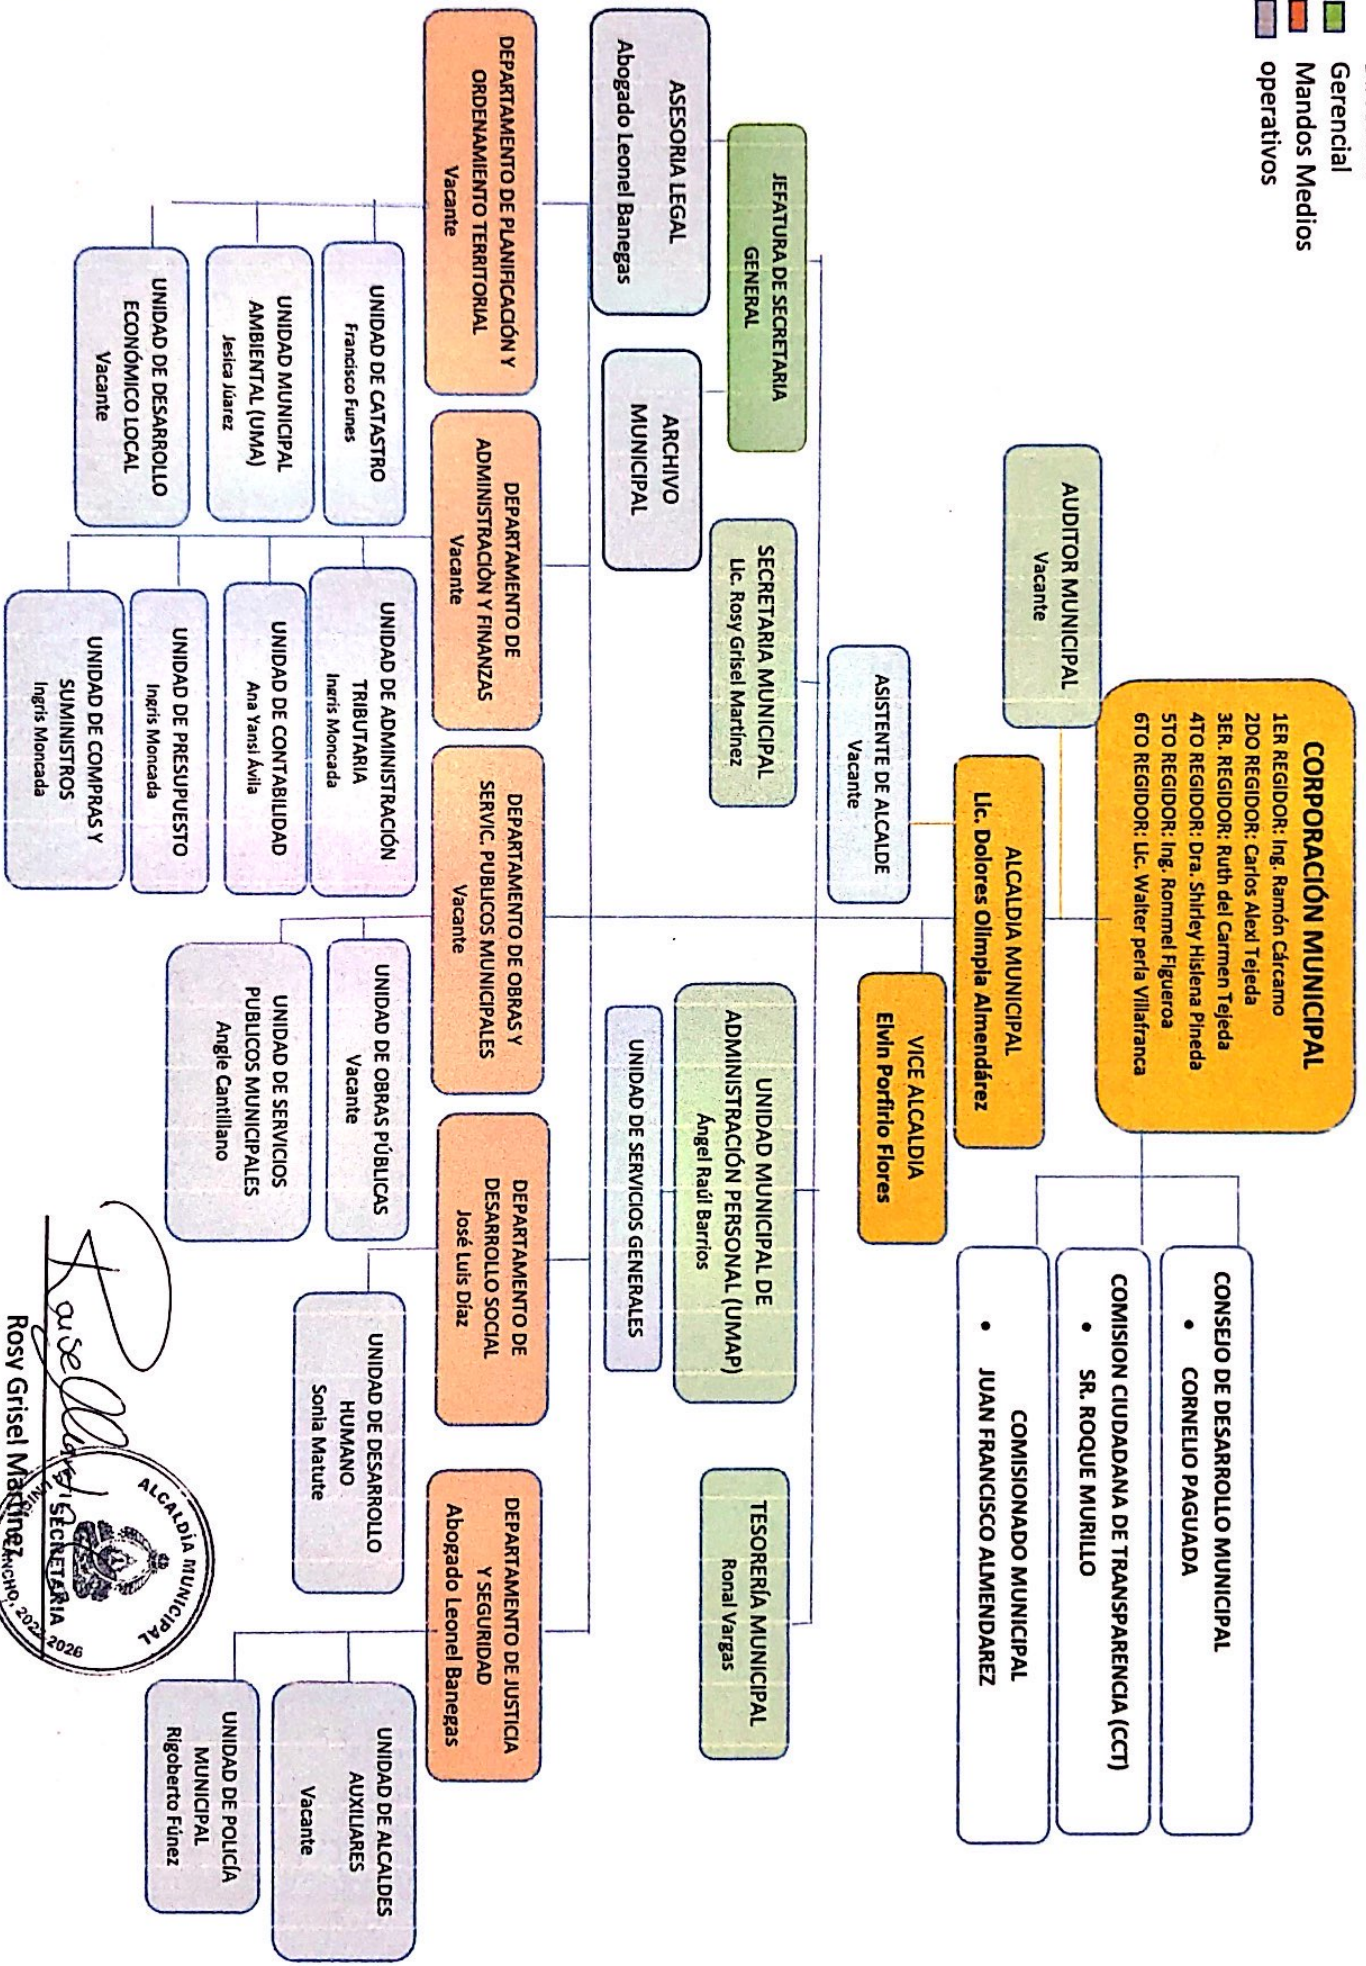 Gerencial
Mandos Medios
operativos
CORPORACIÓN MUNICIPAL
1ER REGIDOR: Ing. Ramón Cárcamo
2DO REGIDOR: Carlos Alexi Tejeda
3ER. REGIDOR: Ruth del Carmen Tejeda
4TO REGIDOR: Dra. Shirley Hislena Pineda
5TO REGIDOR: Ing. Rommel Figueroa
6TO REGIDOR: Lic. Walter perla Villafranca
CONSEJO DE DESARROLLO MUNICIPAL
• CORNELIO PAGUADA
COMISION CIUDADANA DE TRANSPARENCIA (CCT)
• SR. ROQUE MURILLO
COMISIONADO MUNICIPAL
• JUAN FRANCISCO ALMENDAREZ
AUDITOR MUNICIPAL
Vacante
ALCALDIA MUNICIPAL
Lic. Dolores Olimpia Almendárez
VICE ALCALDIA
Elvin Porfirio Flores
ASISTENTE DE ALCALDE
Vacante
JEFATURA DE SECRETARIA
GENERAL
SECRETARIA MUNICIPAL
Lic. Rosy Grisel Martínez
UNIDAD MUNICIPAL DE
ADMINISTRACIÓN PERSONAL (UMAP)
Ángel Raúl Barrios
TESORERÍA MUNICIPAL
Ronal Vargas
ASESORIA LEGAL
Abogado Leonel Banegas
ARCHIVO
MUNICIPAL
UNIDAD DE SERVICIOS GENERALES
DEPARTAMENTO DE PLANIFICACIÓN Y
ORDENAMIENTO TERRITORIAL
Vacante
DEPARTAMENTO DE
ADMINISTRACIÓN Y FINANZAS
Vacante
DEPARTAMENTO DE OBRAS Y
SERVIC. PUBLICOS MUNICIPALES
Vacante
DEPARTAMENTO DE
DESARROLLO SOCIAL
José Luis Díaz
DEPARTAMENTO DE JUSTICIA
Y SEGURIDAD
Abogado Leonel Banegas
UNIDAD DE CATASTRO
Francisco Funes
UNIDAD MUNICIPAL
AMBIENTAL (UMA)
Jesica Júarez
UNIDAD DE DESARROLLO
ECONÓMICO LOCAL
Vacante
UNIDAD DE ADMINISTRACIÓN
TRIBUTARIA
Ingris Moncada
UNIDAD DE CONTABILIDAD
Ana Yansi Ávila
UNIDAD DE PRESUPUESTO
Ingris Moncada
UNIDAD DE COMPRAS Y
SUMINISTROS
Ingris Moncada
UNIDAD DE OBRAS PÚBLICAS
Vacante
UNIDAD DE SERVICIOS
PUBLICOS MUNICIPALES
Angie Cantillano
UNIDAD DE DESARROLLO
HUMANO
Sonia Matute
UNIDAD DE ALCALDES
AUXILIARES
Vacante
UNIDAD DE POLICÍA
MUNICIPAL
Rigoberto Fúnez
Rosy Grisel Martínez
ALCALDÍA MUNICIPAL
SECRETARIA
2022 2026